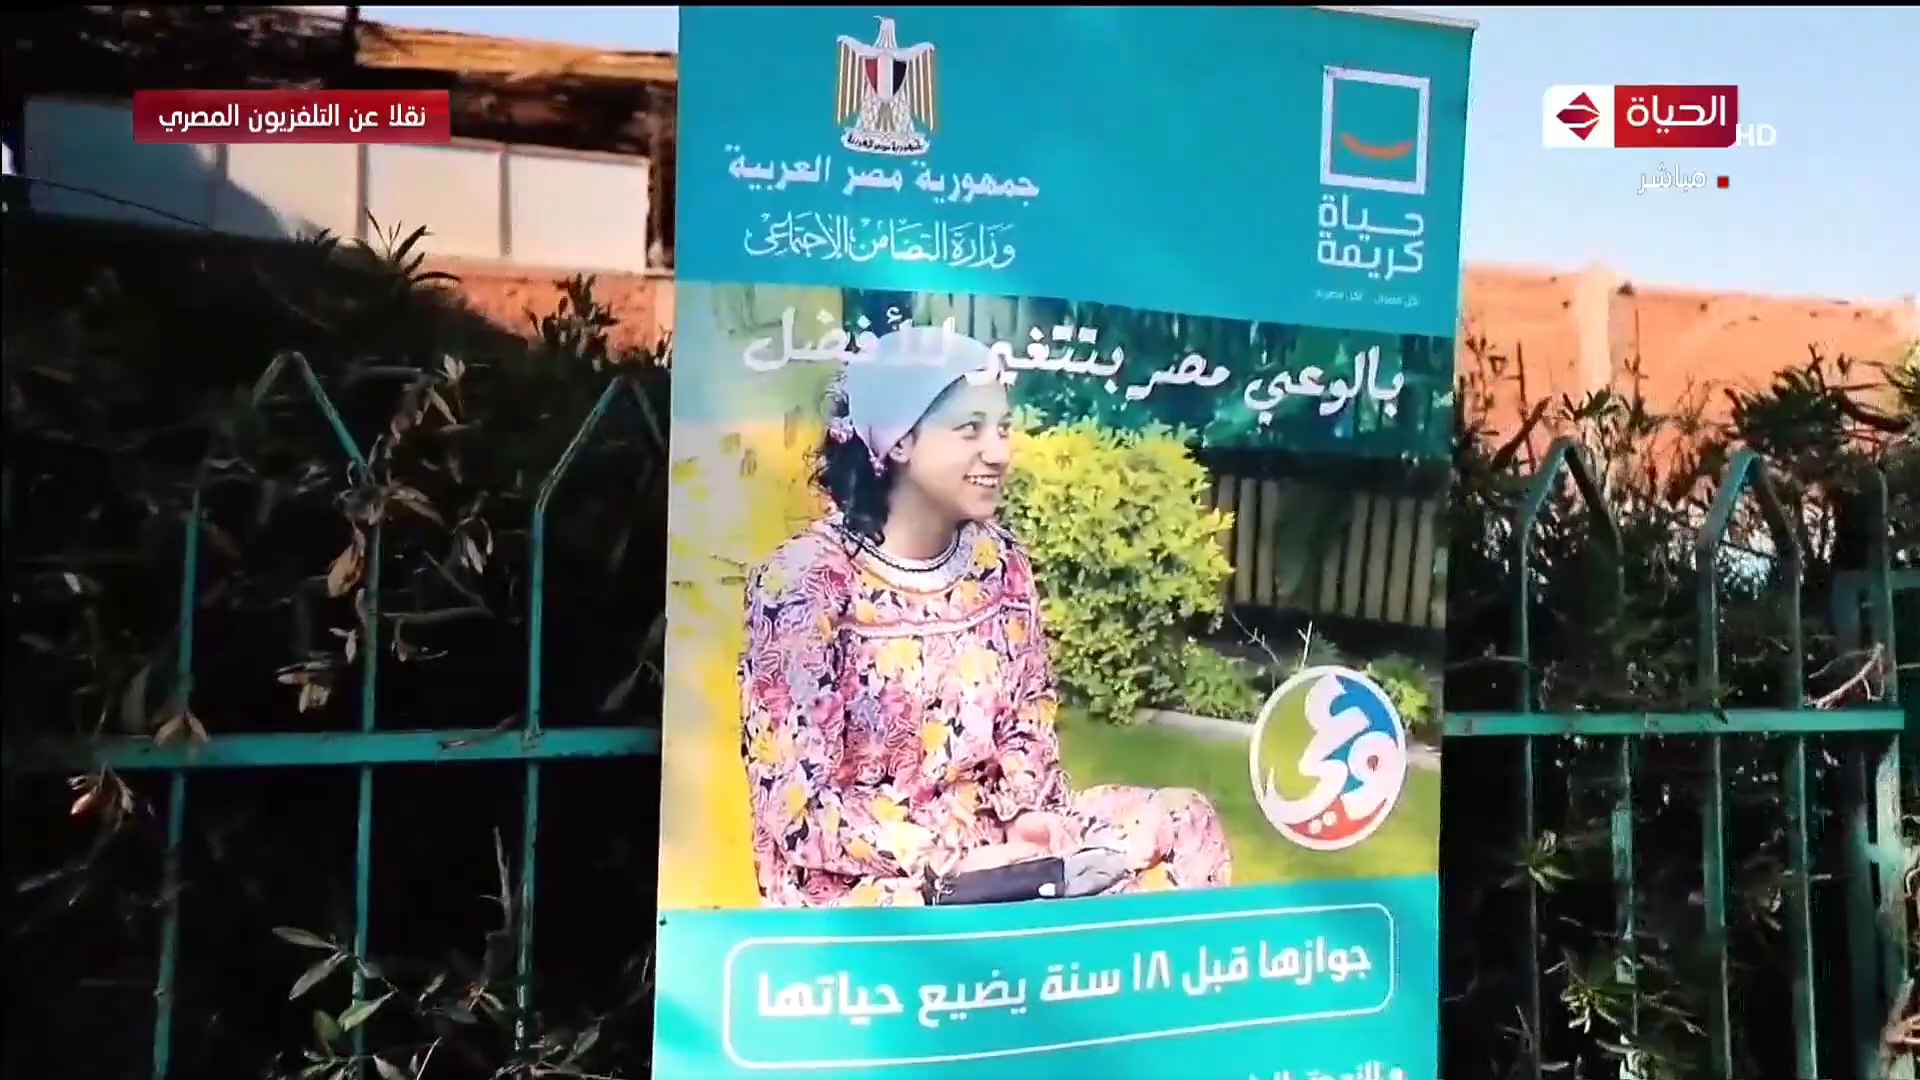 نقلا عن التلفزيون المصري
الحياة
HD
مباشر
جمهورية مصر العربية
وزارة التضامن الاجتماعي
حياة
كريمة
بالوعي مصر بتتغير للأفضل
وعي
جوازها قبل ١٨ سنة يضيع حياتها